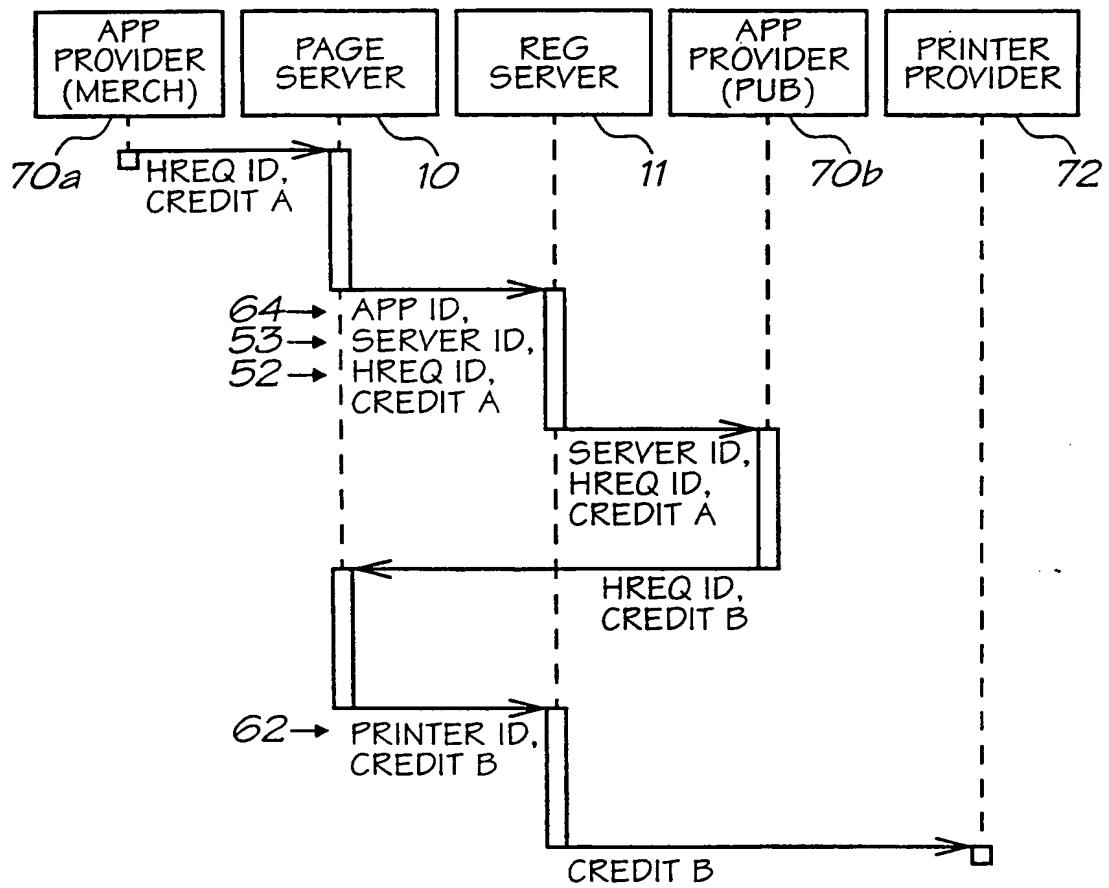 APP
PROVIDER
(MERCH)
PAGE
SERVER
REG
SERVER
APP
PROVIDER
(PUB)
PRINTER
PROVIDER
70a
10
11
70b
72
HREQ ID,
CREDIT A
64 → APP ID,
53 → SERVER ID,
52 → HREQ ID,
CREDIT A
SERVER ID,
HREQ ID,
CREDIT A
HREQ ID,
CREDIT B
62 → PRINTER ID,
CREDIT B
CREDIT B